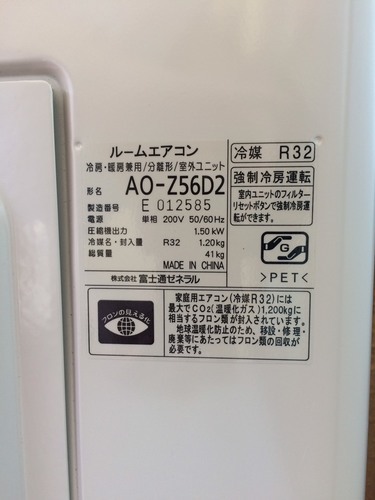 ルームエアコン
冷房・暖房兼用/分離形/室外ユニット
形名 AO-Z56D2
製造番号 E 012585
電源 単相 200V 50/60Hz
圧縮機出力 1.50 kW
冷媒名・封入量 R32 1.20kg
総質量 41kg
MADE IN CHINA
株式会社 富士通ゼネラル
冷媒 R32
強制冷房運転
室内ユニットのフィルター
リセットボタンで強制冷房運転
ができます。
G
>PET<
フロンの見える化
家庭用エアコン(冷媒R32)には
最大でCO2(温暖化ガス)1,200kgに
相当するフロン類が封入されています。
地球温暖化防止のため、移設・修理・
廃棄等にあたってはフロン類の回収が
必要です。